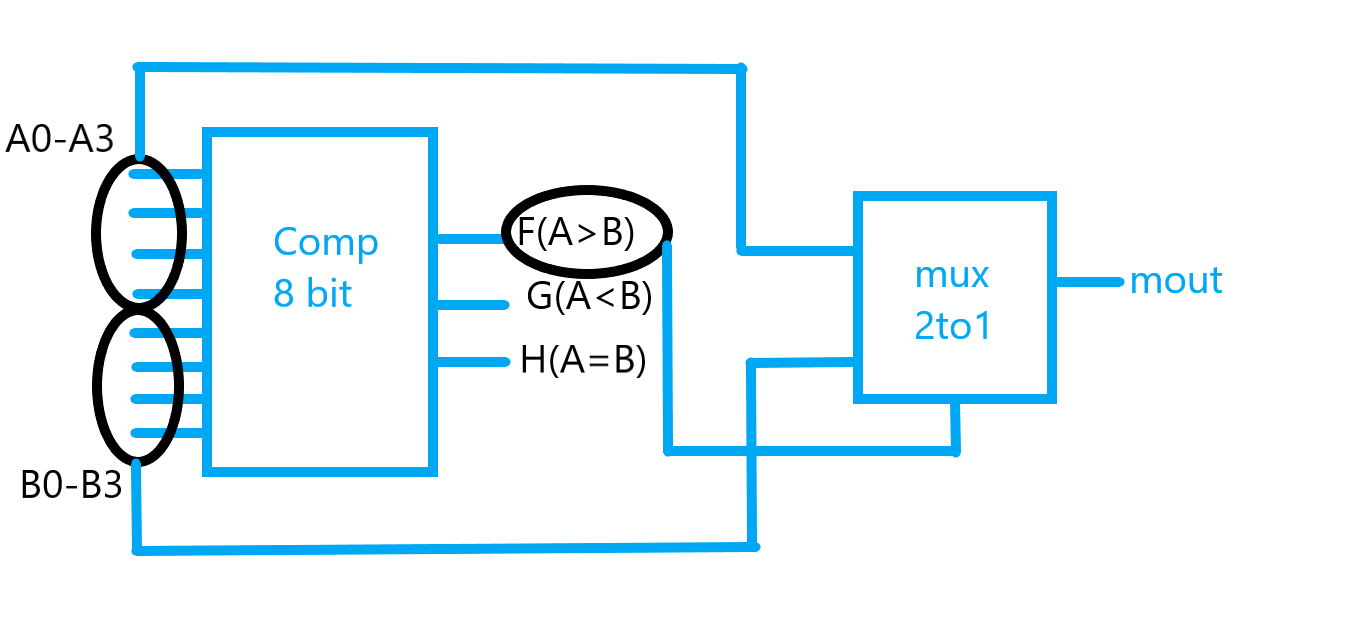 A0-A3
Comp
8 bit
F(A>B)
G(A<B)
H(A=B)
B0-B3
mux
2to1
mout